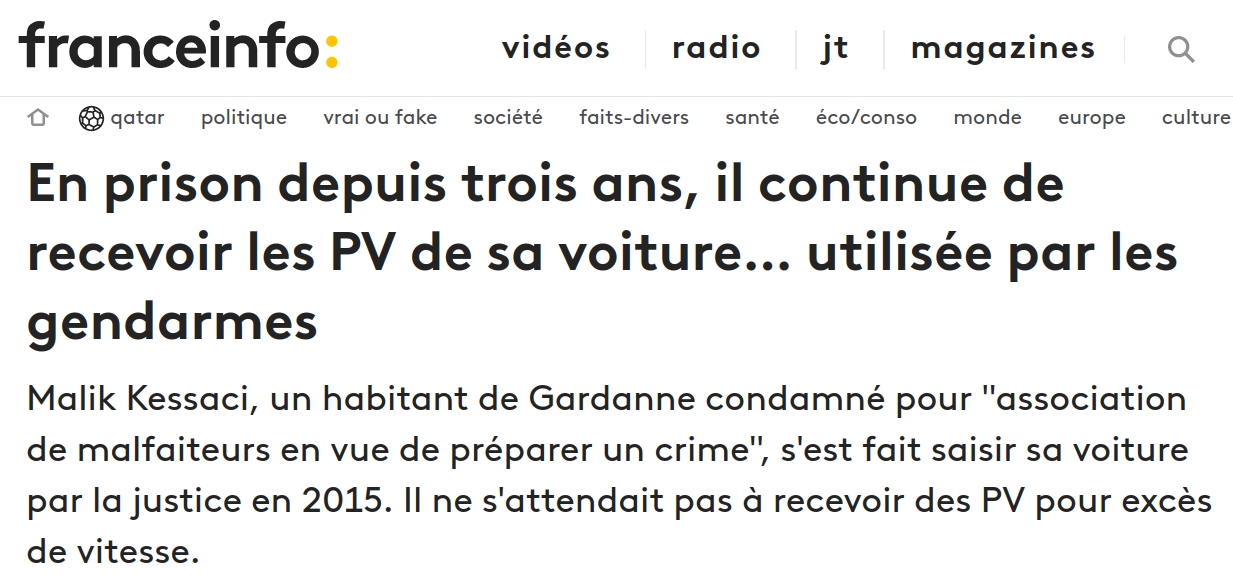 franceinfo:
vidéos radio jt magazines
qatar politique vrai ou fake société faits-divers santé éco/conso monde europe culture
En prison depuis trois ans, il continue de
recevoir les PV de sa voiture... utilisée par les
gendarmes
Malik Kessaci, un habitant de Gardanne condamné pour "association
de malfaiteurs en vue de préparer un crime", s'est fait saisir sa voiture
par la justice en 2015. Il ne s'attendait pas à recevoir des PV pour excès
de vitesse.